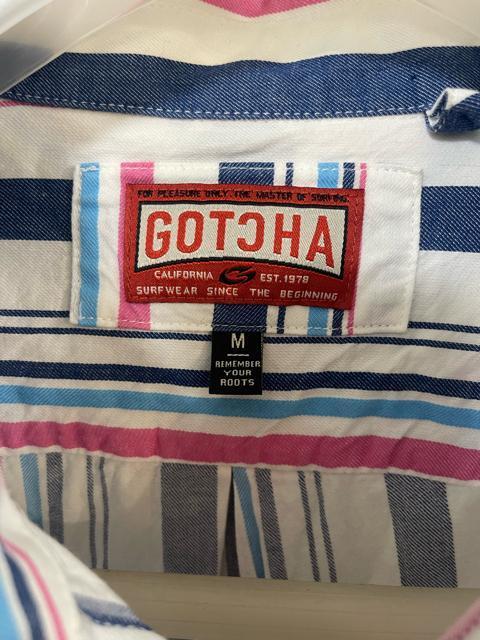 FOR PLEASURE ONLY. THE MASTER OF SURFING.
GOTCHA
CALIFORNIA EST. 1978
SURFWEAR SINCE THE BEGINNING
M
REMEMBER
YOUR
ROOTS